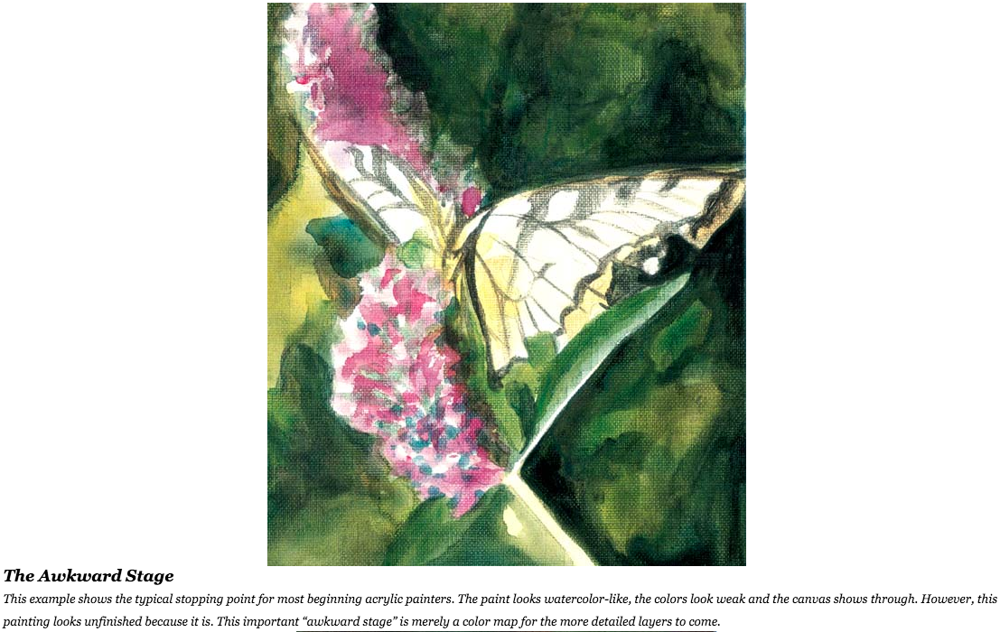 The Awkward Stage
This example shows the typical stopping point for most beginning acrylic painters. The paint looks watercolor-like, the colors look weak and the canvas shows through. However, this
painting looks unfinished because it is. This important “awkward stage” is merely a color map for the more detailed layers to come.